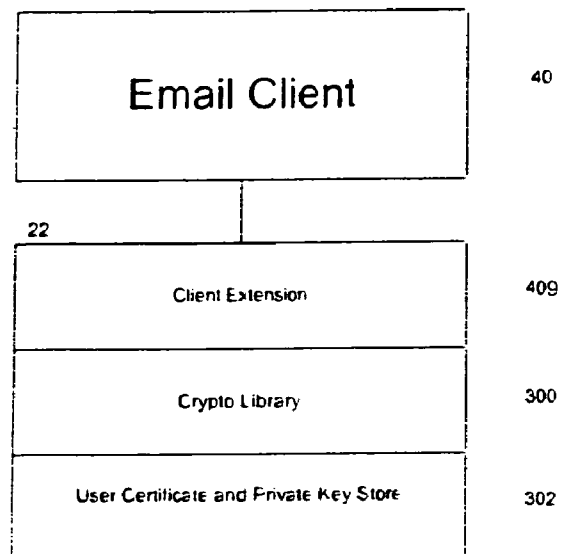 Email Client
40
22
Client Extension
409
Crypto Library
300
User Certificate and Private Key Store
302